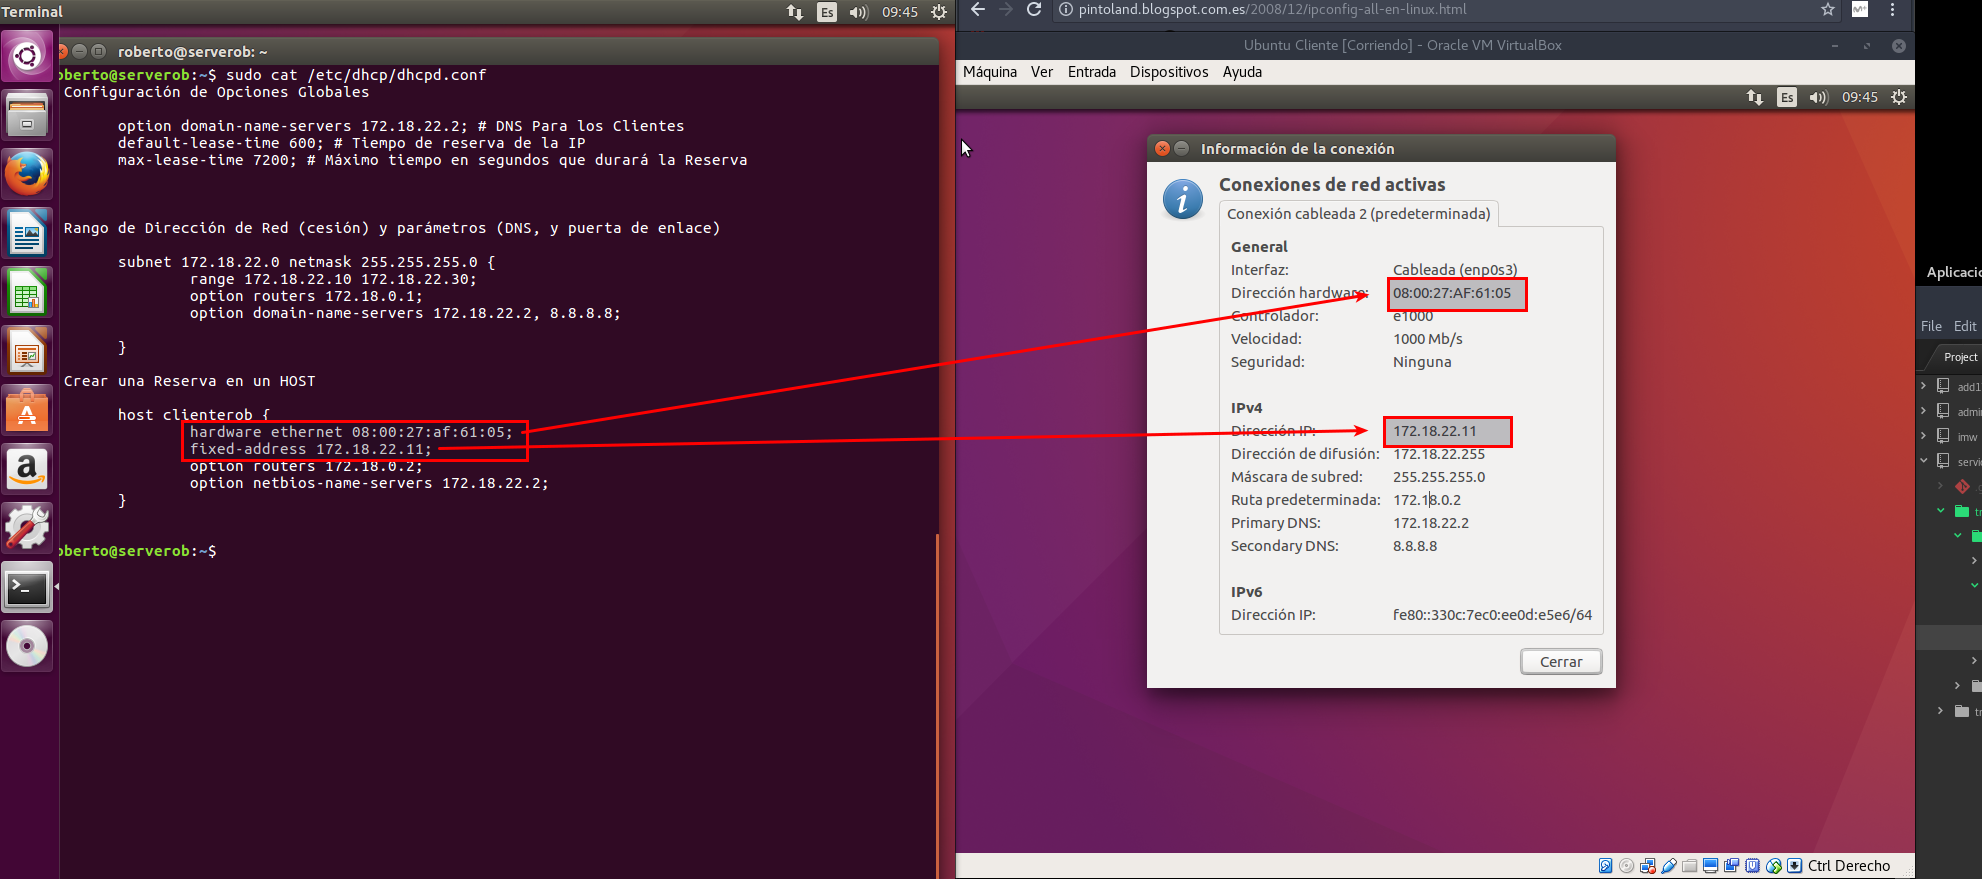 Terminal
Es
09:45
roberto@serverob: ~
oberto@serverob:~$ sudo cat /etc/dhcp/dhcpd.conf
Configuración de Opciones Globales
option domain-name-servers 172.18.22.2; # DNS Para los Clientes
default-lease-time 600; # Tiempo de reserva de la IP
max-lease-time 7200; # Máximo tiempo en segundos que durará la Reserva
Rango de Dirección de Red (cesión) y parámetros (DNS, y puerta de enlace)
subnet 172.18.22.0 netmask 255.255.255.0 {
range 172.18.22.10 172.18.22.30;
option routers 172.18.0.1;
option domain-name-servers 172.18.22.2, 8.8.8.8;
}
Crear una Reserva en un HOST
host clienterob {
hardware ethernet 08:00:27:af:61:05;
fixed-address 172.18.22.11;
option routers 172.18.0.2;
option netbios-name-servers 172.18.22.2;
}
oberto@serverob:~$
pintoland.blogspot.com.es/2008/12/ipconfig-all-en-linux.html
Ubuntu Cliente [Corriendo] - Oracle VM VirtualBox
Máquina Ver Entrada Dispositivos Ayuda
Es
09:45
Información de la conexión
Conexiones de red activas
Conexión cableada 2 (predeterminada)
General
Interfaz: Cableada (enp0s3)
Dirección hardware: 08:00:27:AF:61:05
Controlador: e1000
Velocidad: 1000 Mb/s
Seguridad: Ninguna
IPv4
Dirección IP: 172.18.22.11
Dirección de difusión: 172.18.22.255
Máscara de subred: 255.255.255.0
Ruta predeterminada: 172.18.0.2
Primary DNS: 172.18.22.2
Secondary DNS: 8.8.8.8
IPv6
Dirección IP: fe80::330c:7ec0:ee0d:e5e6/64
Cerrar
Ctrl Derecho
Aplicacio
File Edit
Project
add1
admi
imw
servic